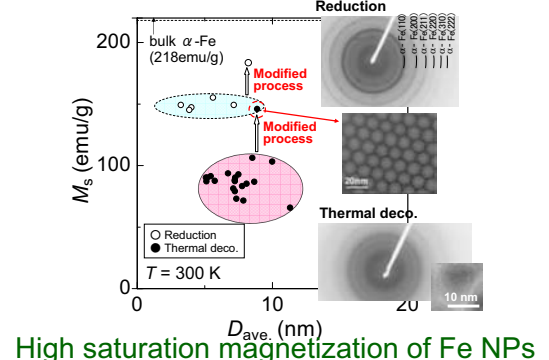 Reduction
bulk α-Fe
(218emu/g)
α- Fe(110)
α- Fe(200)
α- Fe(211)
α- Fe(220)
α- Fe(310)
α- Fe(222)
200
Modified
process
Modified
process
Ms (emu/g)
100
20nm
Thermal deco.
Reduction
Thermal deco.
T = 300 K
10 nm
0
0
10
20
Dave. (nm)
High saturation magnetization of Fe NPs